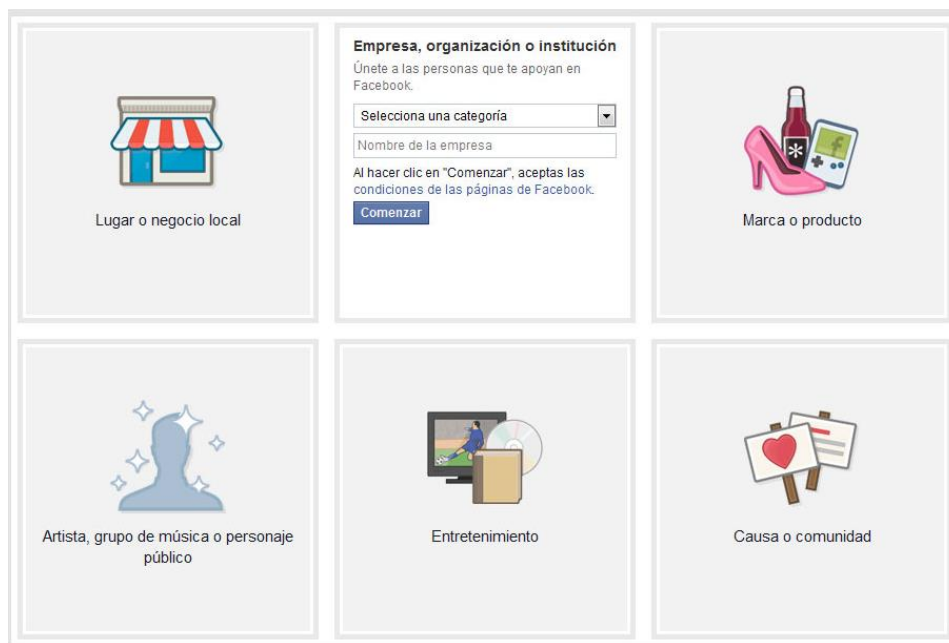 Lugar o negocio local
Empresa, organización o institución
Únete a las personas que te apoyan en
Facebook.
Selecciona una categoría
Nombre de la empresa
Al hacer clic en "Comenzar", aceptas las
condiciones de las páginas de Facebook.
Comenzar
Marca o producto
Artista, grupo de música o personaje
público
Entretenimiento
Causa o comunidad